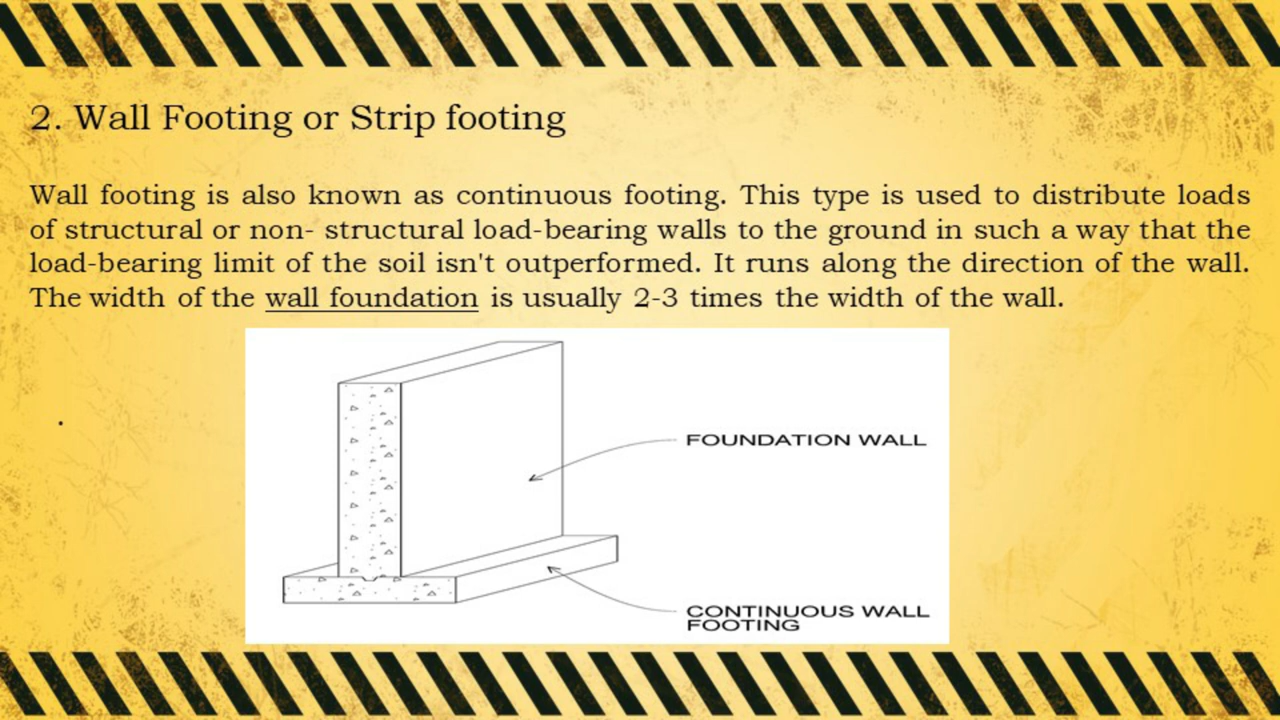 2. Wall Footing or Strip footing
Wall footing is also known as continuous footing. This type is used to distribute loads
of structural or non- structural load-bearing walls to the ground in such a way that the
load-bearing limit of the soil isn't outperformed. It runs along the direction of the wall.
The width of the wall foundation is usually 2-3 times the width of the wall.
.
FOUNDATION WALL
CONTINUOUS WALL
FOOTING